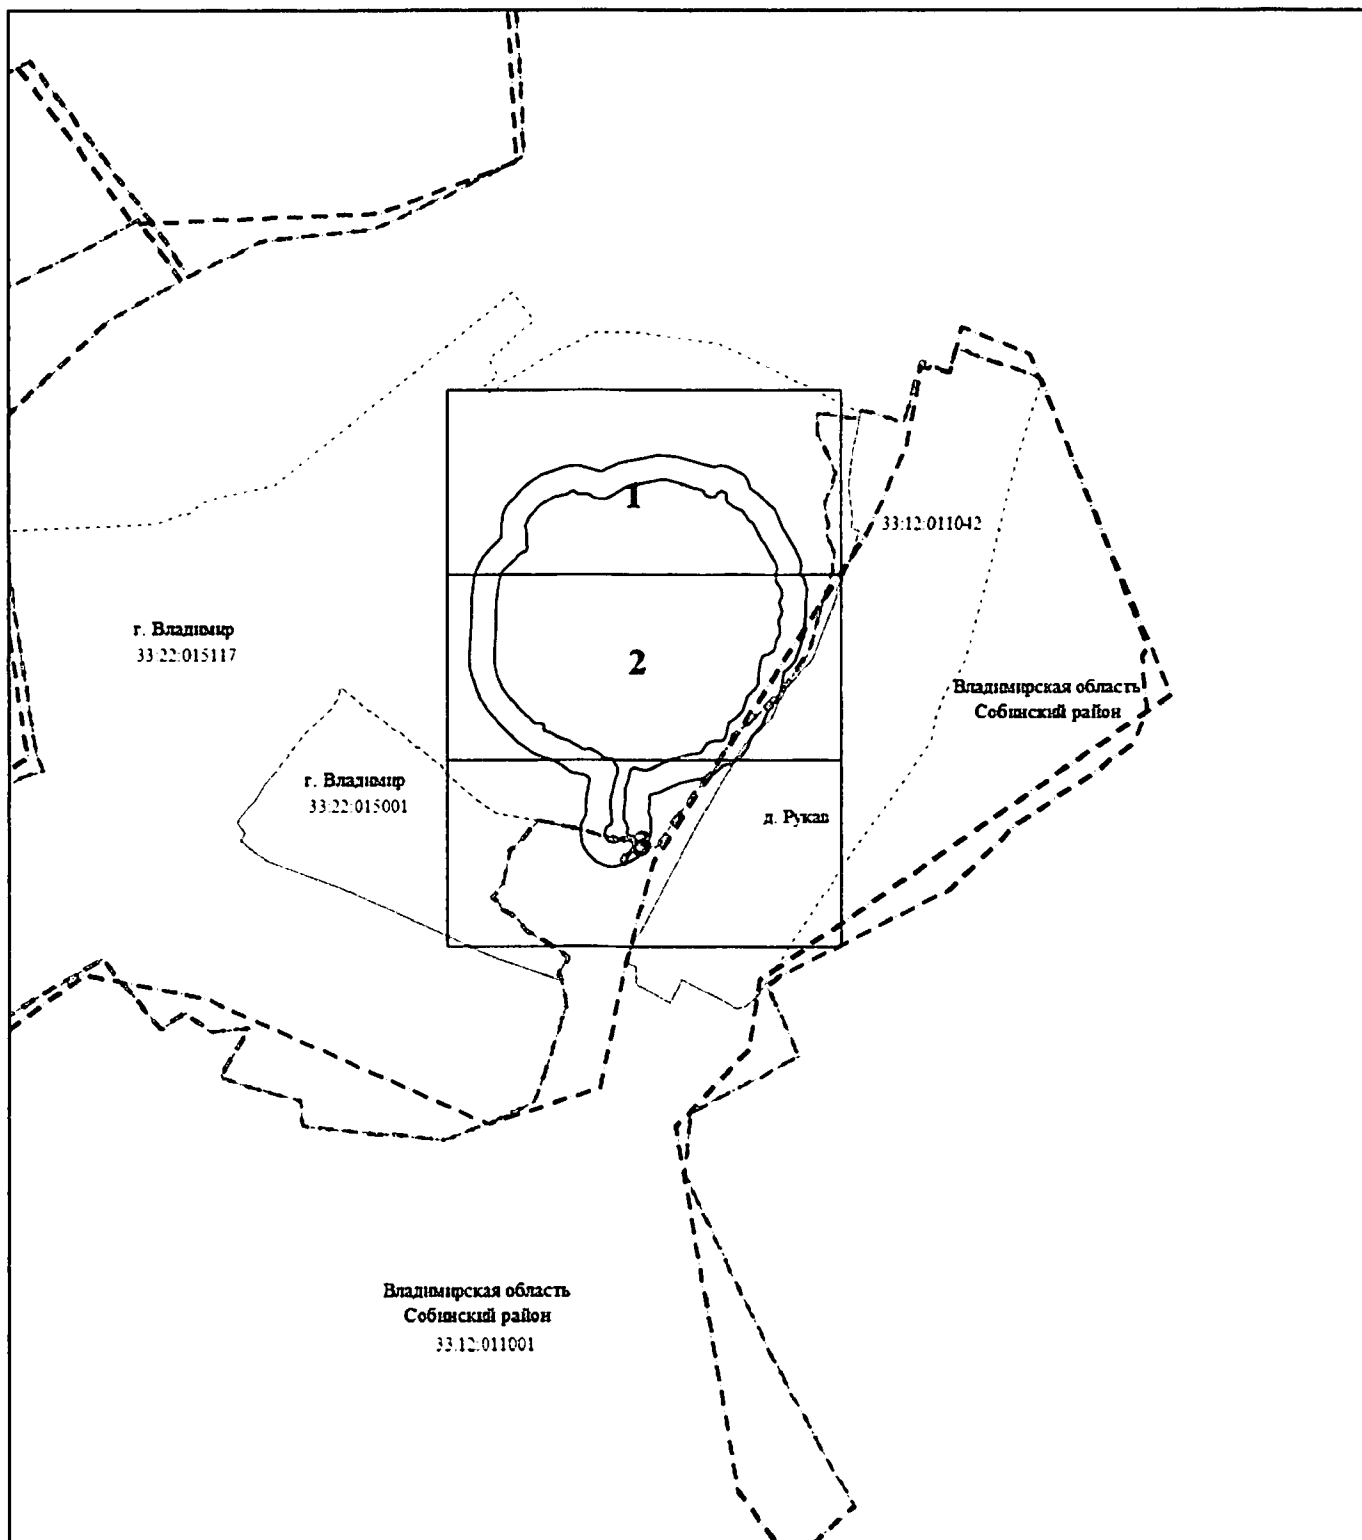 1
33:12:011042
г. Владимир
33:22:015117
2
Владимирская область
Собинский район
г. Владимир
33:22:015001
д. Рукав
Владимирская область
Собинский район
33:12:011001